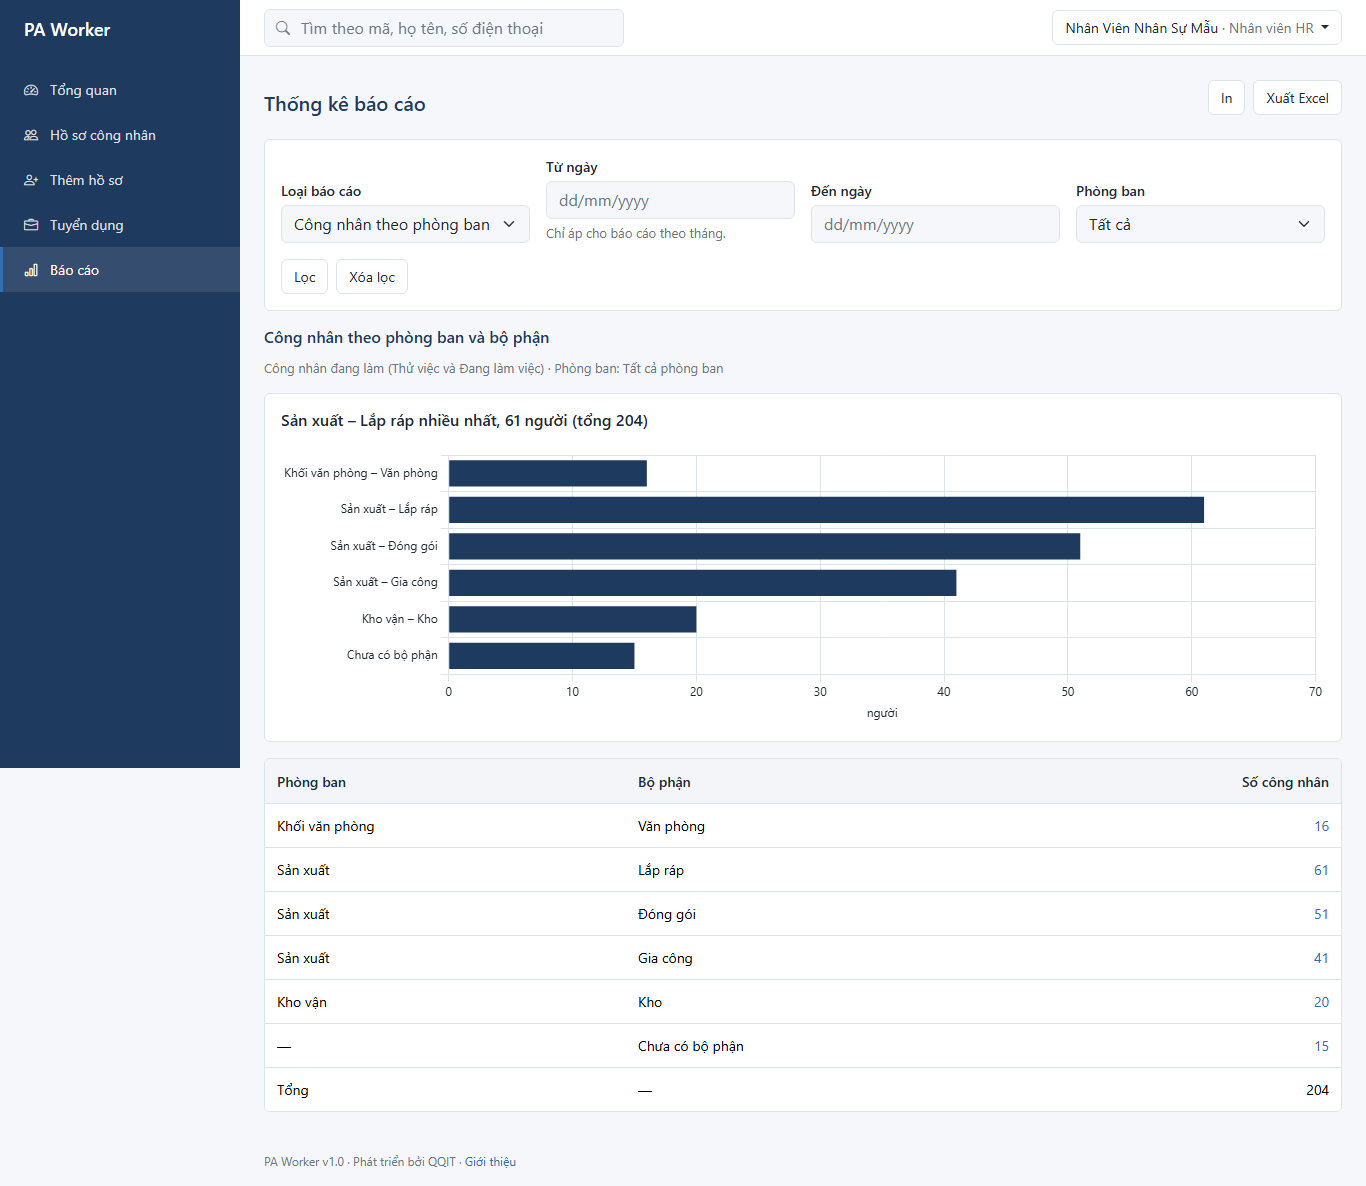 PA Worker
Tìm theo mã, họ tên, số điện thoại
Nhân Viên Nhân Sự Mẫu · Nhân viên HR
Tổng quan
Hồ sơ công nhân
Thêm hồ sơ
Tuyển dụng
Báo cáo
Thống kê báo cáo
In
Xuất Excel
Loại báo cáo
Công nhân theo phòng ban
Từ ngày
dd/mm/yyyy
Chỉ áp cho báo cáo theo tháng.
Đến ngày
dd/mm/yyyy
Phòng ban
Tất cả
Lọc
Xóa lọc
Công nhân theo phòng ban và bộ phận
Công nhân đang làm (Thử việc và Đang làm việc) · Phòng ban: Tất cả phòng ban
Sản xuất – Lắp ráp nhiều nhất, 61 người (tổng 204)
Khối văn phòng – Văn phòng
Sản xuất – Lắp ráp
Sản xuất – Đóng gói
Sản xuất – Gia công
Kho vận – Kho
Chưa có bộ phận
0 10 20 30 40 50 60 70
người
Phòng ban Bộ phận Số công nhân
Khối văn phòng Văn phòng 16
Sản xuất Lắp ráp 61
Sản xuất Đóng gói 51
Sản xuất Gia công 41
Kho vận Kho 20
— Chưa có bộ phận 15
Tổng — 204
PA Worker v1.0 · Phát triển bởi QQIT · Giới thiệu